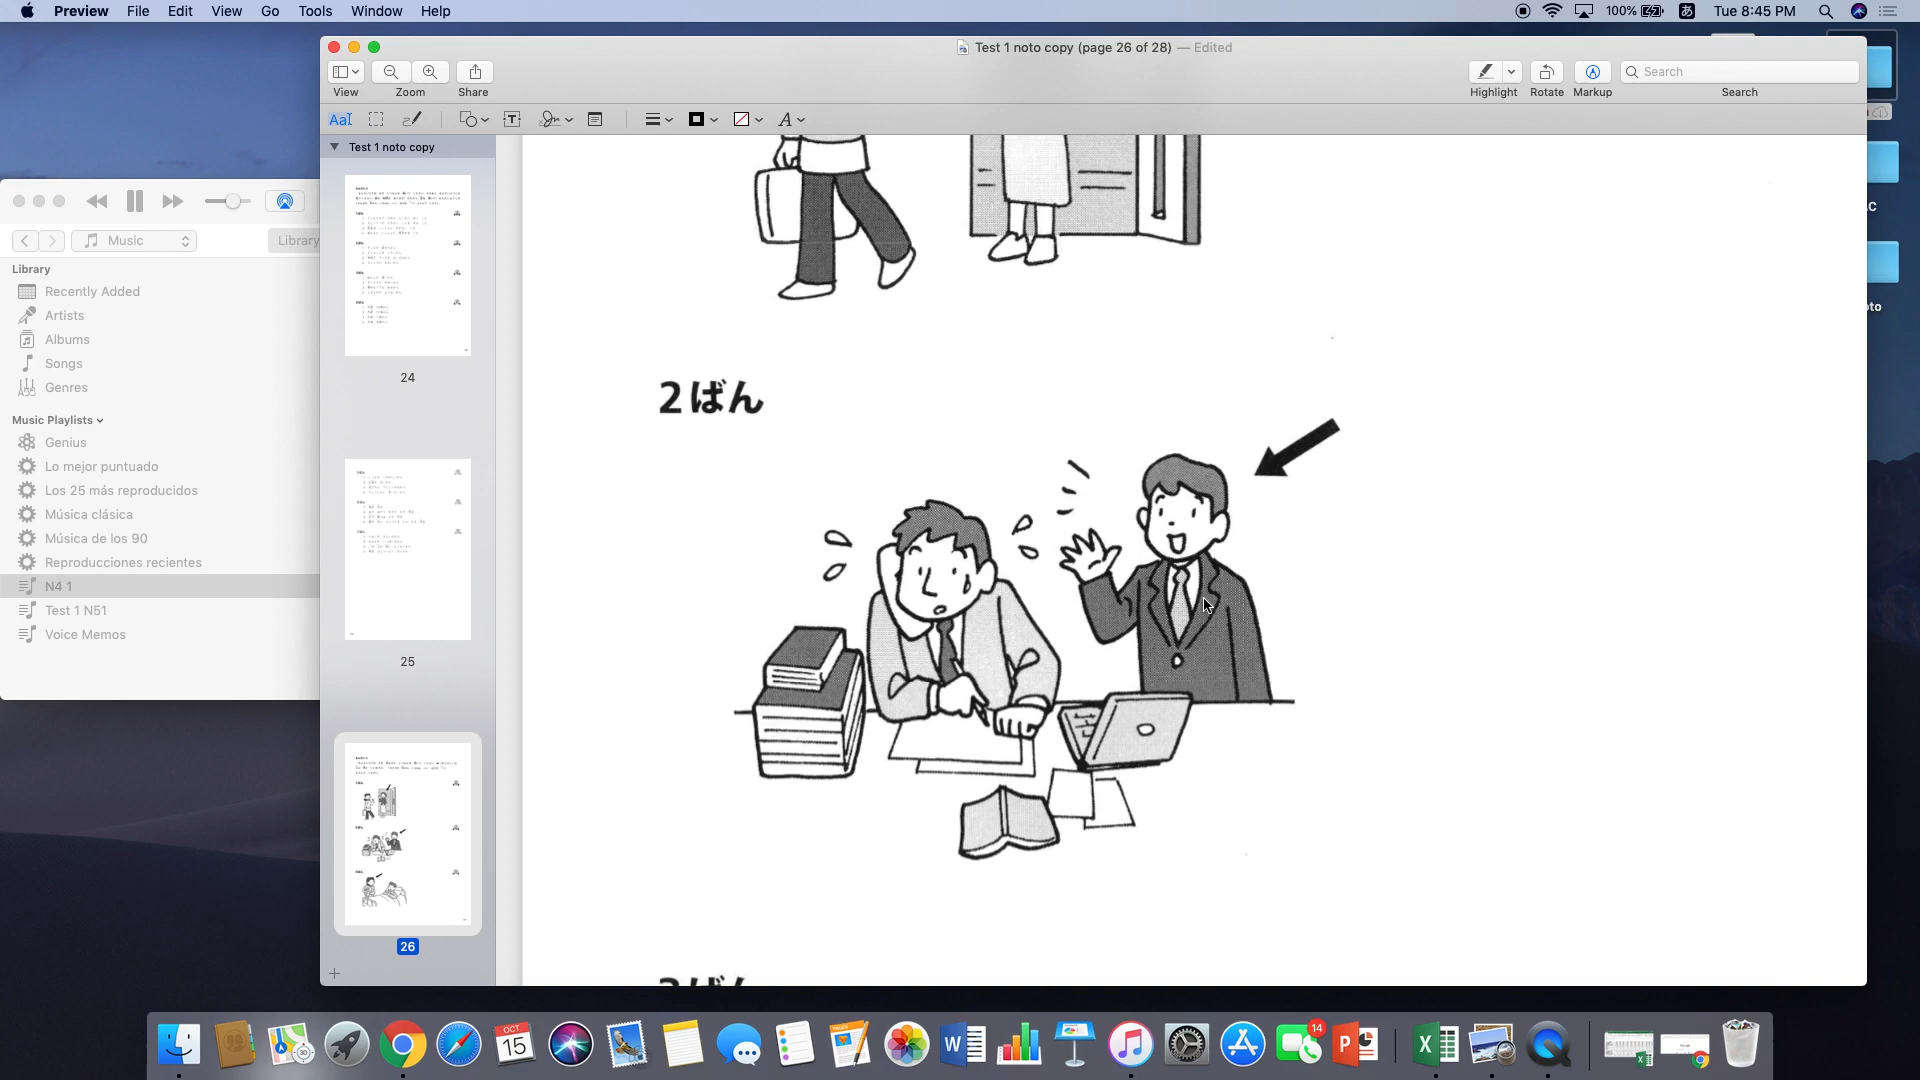 Preview File Edit View Go Tools Window Help
100% あ Tue 8:45 PM
Test 1 noto copy (page 26 of 28) — Edited
Search
View Zoom Share Highlight Rotate Markup Search
AaI T A
Test 1 noto copy
24
25
26
Music
Library
Library
Recently Added
Artists
Albums
Songs
Genres
Music Playlists
Genius
Lo mejor puntuado
Los 25 más reproducidos
Música clásica
Música de los 90
Reproducciones recientes
N4 1
Test 1 N51
Voice Memos
2ばん
C
oto
OCT
15
14